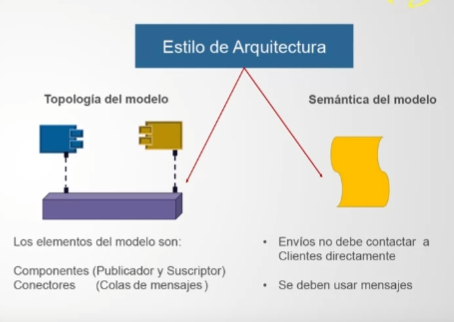 Estilo de Arquitectura
Topología del modelo
Semántica del modelo
Los elementos del modelo son:
Componentes (Publicador y Suscriptor)
Conectores (Colas de mensajes)
• Envíos no debe contactar a
Clientes directamente
• Se deben usar mensajes